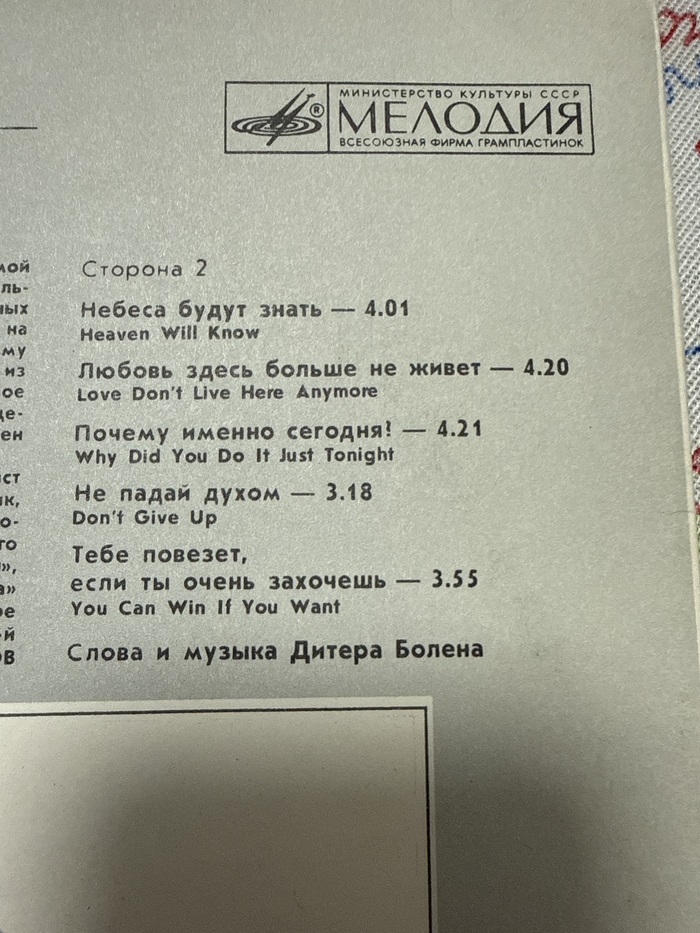 МИНИСТЕРСТВО КУЛЬТУРЫ СССР
МЕЛОДИЯ
ВСЕСОЮЗНАЯ ФИРМА ГРАМПЛАСТИНОК
®
Сторона 2
Небеса будут знать — 4.01
Heaven Will Know
Любовь здесь больше не живет — 4.20
Love Don't Live Here Anymore
Почему именно сегодня! — 4.21
Why Did You Do It Just Tonight
Не падай духом — 3.18
Don't Give Up
Тебе повезет,
если ты очень захочешь — 3.55
You Can Win If You Want
Слова и музыка Дитера Болена